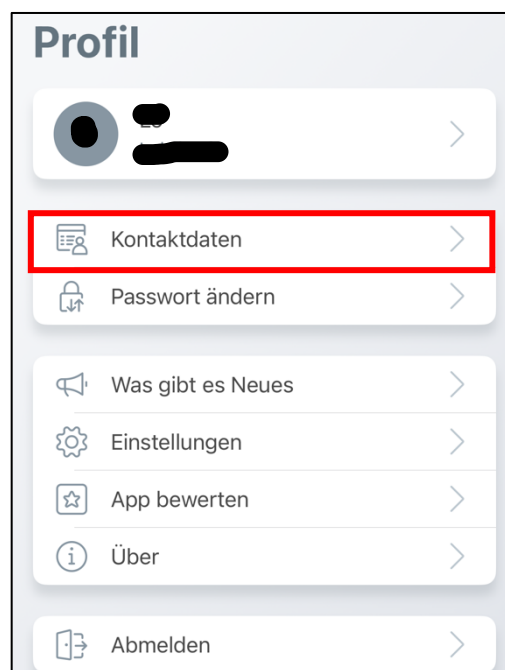 Profil
Kontaktdaten
Passwort ändern
Was gibt es Neues
Einstellungen
App bewerten
Über
Abmelden